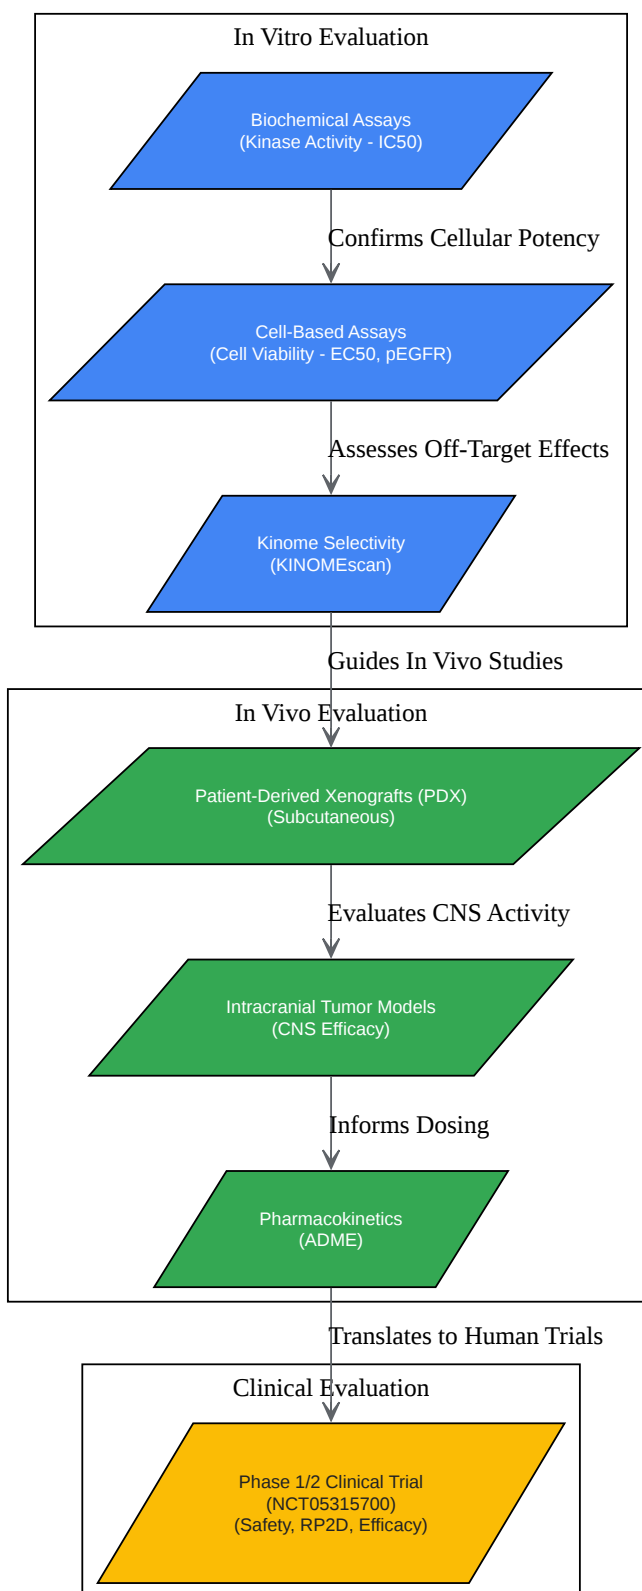 In Vitro Evaluation
Biochemical Assays
(Kinase Activity - IC50)
Confirms Cellular Potency
Cell-Based Assays
(Cell Viability - EC50, pEGFR)
Assesses Off-Target Effects
Kinome Selectivity
(KINOMEscan)
Guides In Vivo Studies
In Vivo Evaluation
Patient-Derived Xenografts (PDX)
(Subcutaneous)
Evaluates CNS Activity
Intracranial Tumor Models
(CNS Efficacy)
Informs Dosing
Pharmacokinetics
(ADME)
Translates to Human Trials
Clinical Evaluation
Phase 1/2 Clinical Trial
(NCT05315700)
(Safety, RP2D, Efficacy)